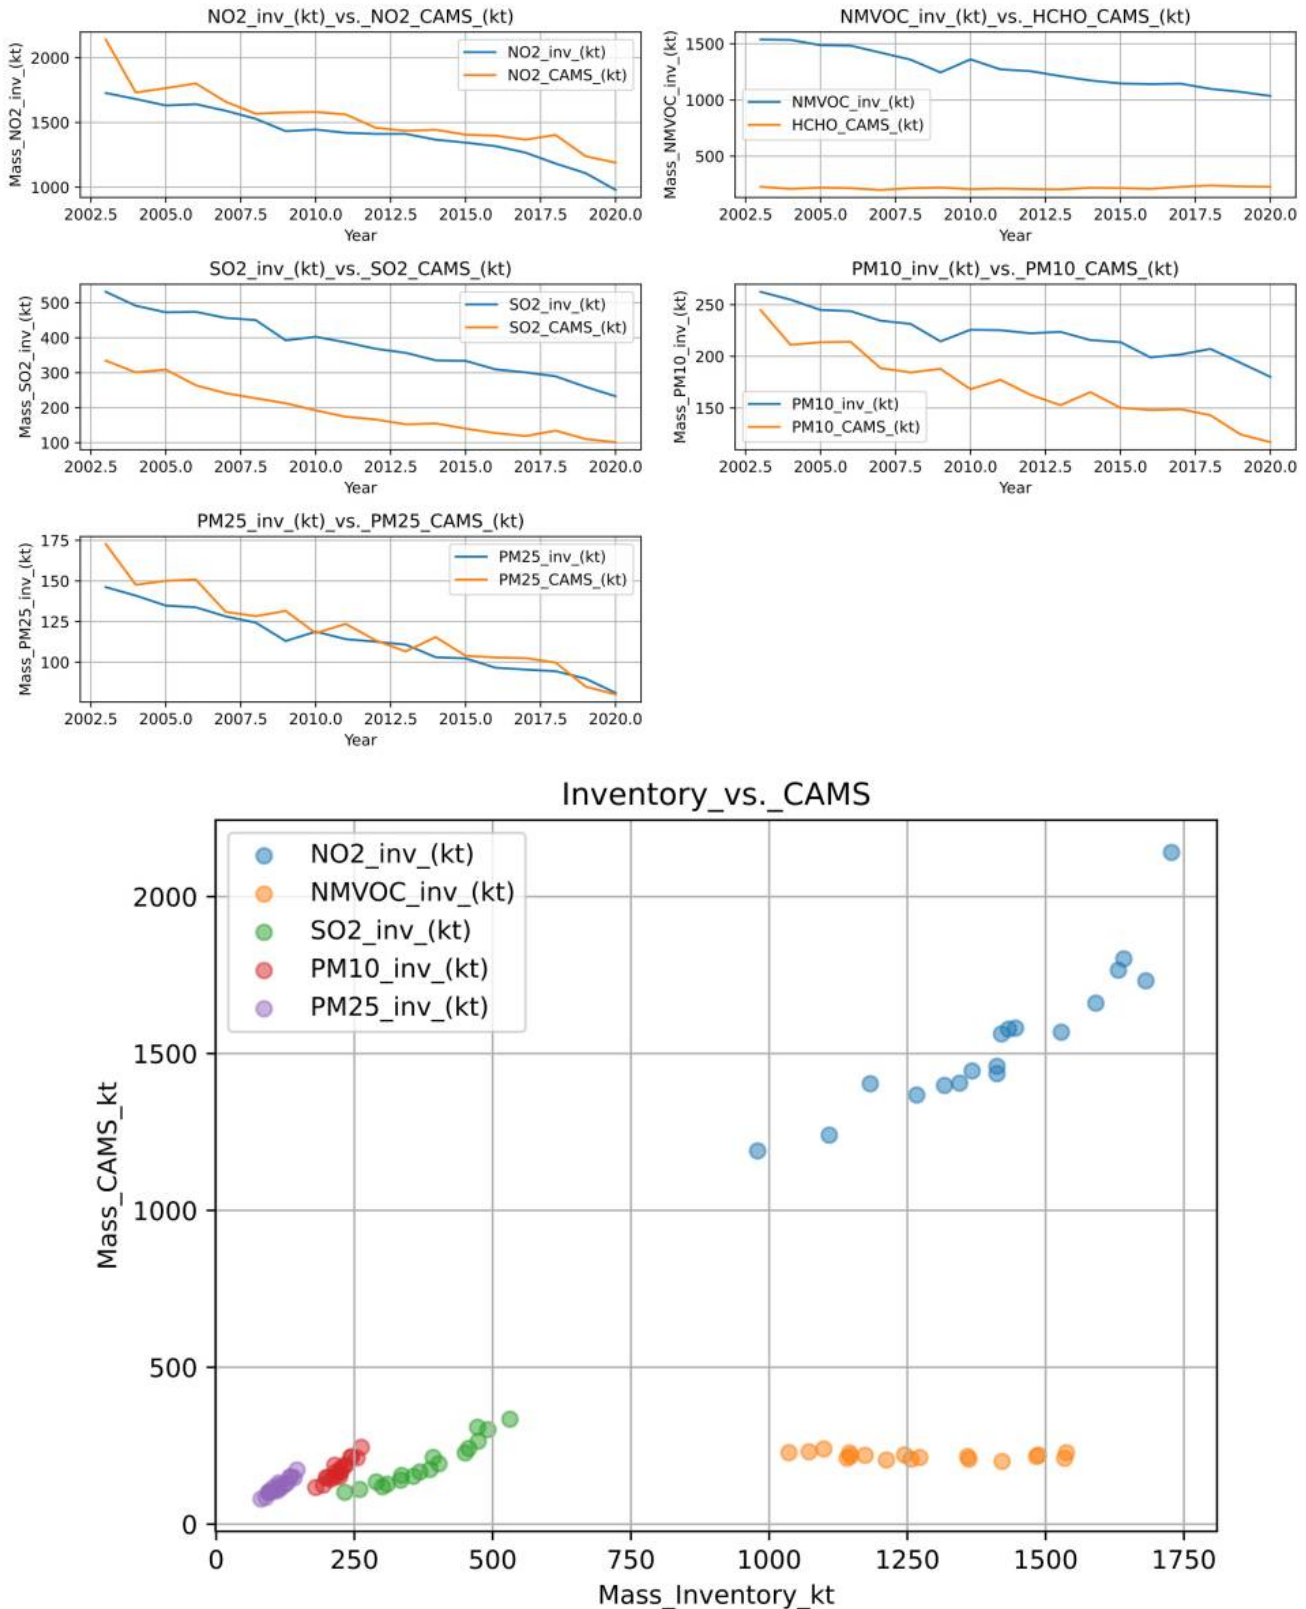 NO2_inv_(kt)_vs._NO2_CAMS_(kt)
Mass_NO2_inv_(kt)
2000
1500
1000
NO2_inv_(kt)
NO2_CAMS_(kt)
2002.5 2005.0 2007.5 2010.0 2012.5 2015.0 2017.5 2020.0
Year
NMVOC_inv_(kt)_vs._HCHO_CAMS_(kt)
Mass_NMVOC_inv_(kt)
1500
1000
500
NMVOC_inv_(kt)
HCHO_CAMS_(kt)
2002.5 2005.0 2007.5 2010.0 2012.5 2015.0 2017.5 2020.0
Year
SO2_inv_(kt)_vs._SO2_CAMS_(kt)
Mass_SO2_inv_(kt)
500
400
300
200
100
SO2_inv_(kt)
SO2_CAMS_(kt)
2002.5 2005.0 2007.5 2010.0 2012.5 2015.0 2017.5 2020.0
Year
PM10_inv_(kt)_vs._PM10_CAMS_(kt)
Mass_PM10_inv_(kt)
250
200
150
PM10_inv_(kt)
PM10_CAMS_(kt)
2002.5 2005.0 2007.5 2010.0 2012.5 2015.0 2017.5 2020.0
Year
PM25_inv_(kt)_vs._PM25_CAMS_(kt)
Mass_PM25_inv_(kt)
175
150
125
100
PM25_inv_(kt)
PM25_CAMS_(kt)
2002.5 2005.0 2007.5 2010.0 2012.5 2015.0 2017.5 2020.0
Year
Inventory_vs._CAMS
Mass_CAMS_kt
2000
1500
1000
500
0
NO2_inv_(kt)
NMVOC_inv_(kt)
SO2_inv_(kt)
PM10_inv_(kt)
PM25_inv_(kt)
0 250 500 750 1000 1250 1500 1750
Mass_Inventory_kt